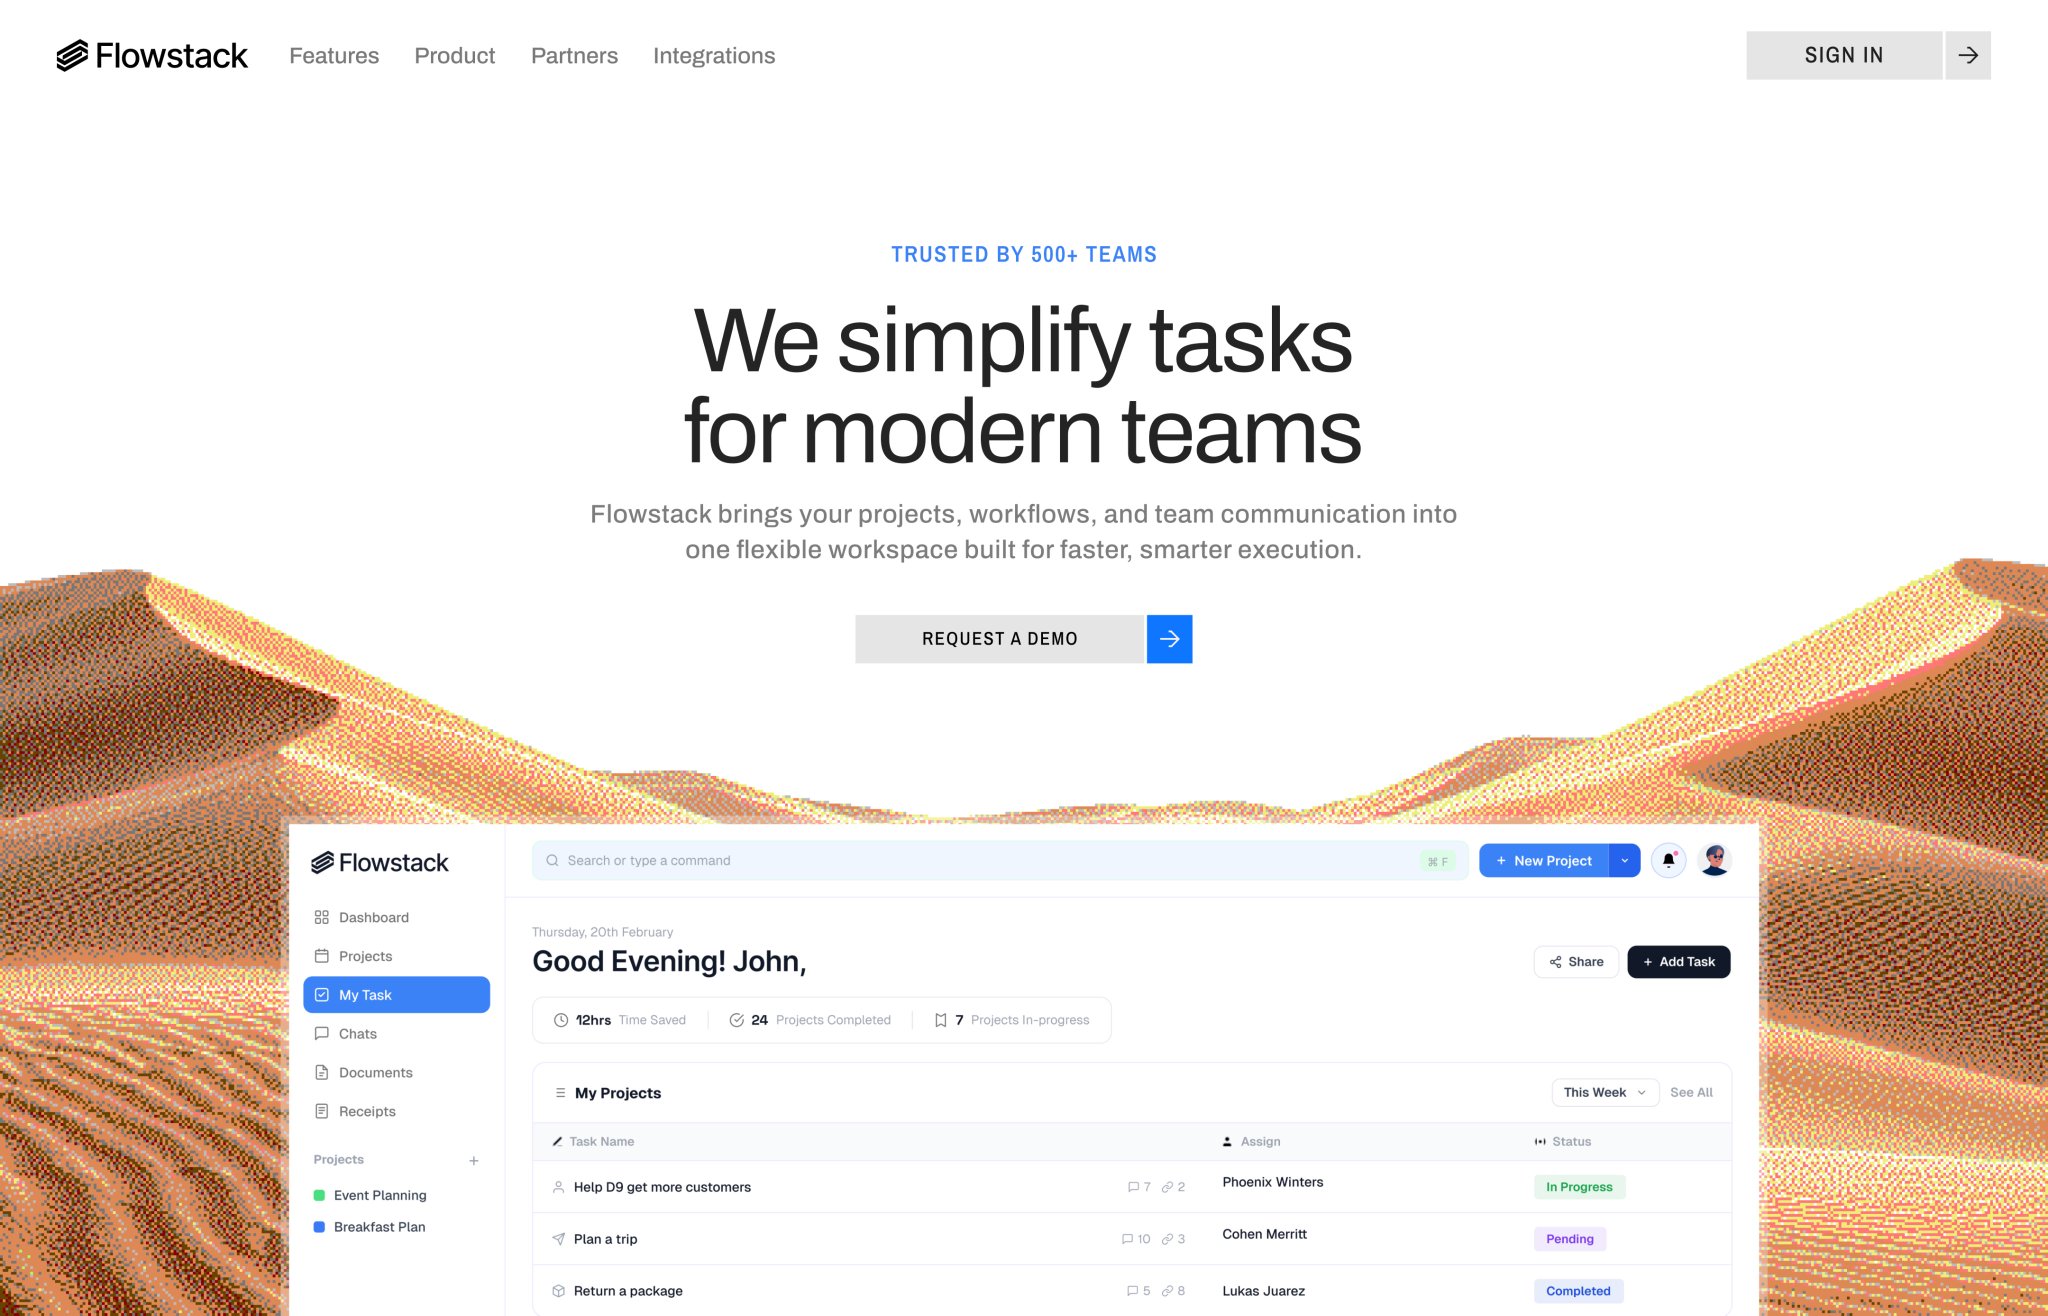 Flowstack Features Product Partners Integrations SIGN IN
TRUSTED BY 500+ TEAMS
We simplify tasks
for modern teams
Flowstack brings your projects, workflows, and team communication into
one flexible workspace built for faster, smarter execution.
REQUEST A DEMO
Flowstack
Dashboard
Projects
My Task
Chats
Documents
Receipts
Projects +
Event Planning
Breakfast Plan
Search or type a command ⌘ F + New Project
Thursday, 20th February
Good Evening! John,
Share + Add Task
12hrs Time Saved 24 Projects Completed 7 Projects In-progress
My Projects This Week See All
Task Name Assign Status
Help D9 get more customers 7 2 Phoenix Winters In Progress
Plan a trip 10 3 Cohen Merritt Pending
Return a package 5 8 Lukas Juarez Completed